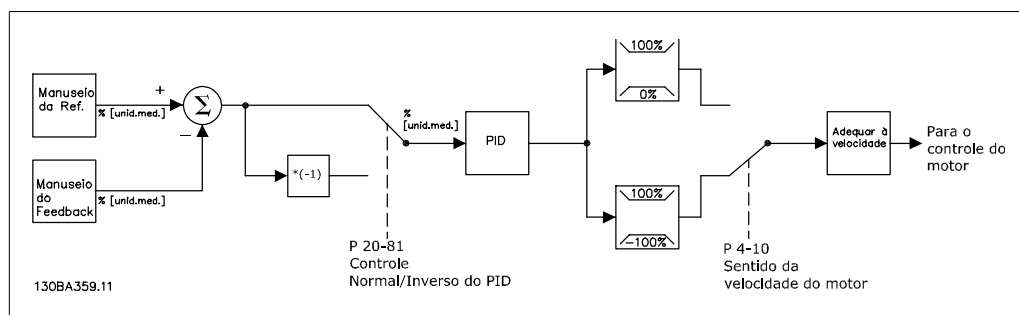 Manuseio
da Ref.
+
% [unid.med.]
Σ
−
Manuseio
do
Feedback
% [unid.med.]
*(-1)
%
[unid.med.]
PID
100%
0%
100%
-100%
Adequar à
velocidade
Para o
controle do
motor
P 20-81
Controle
Normal/Inverso do PID
P 4-10
Sentido da
velocidade do motor
130BA359.11